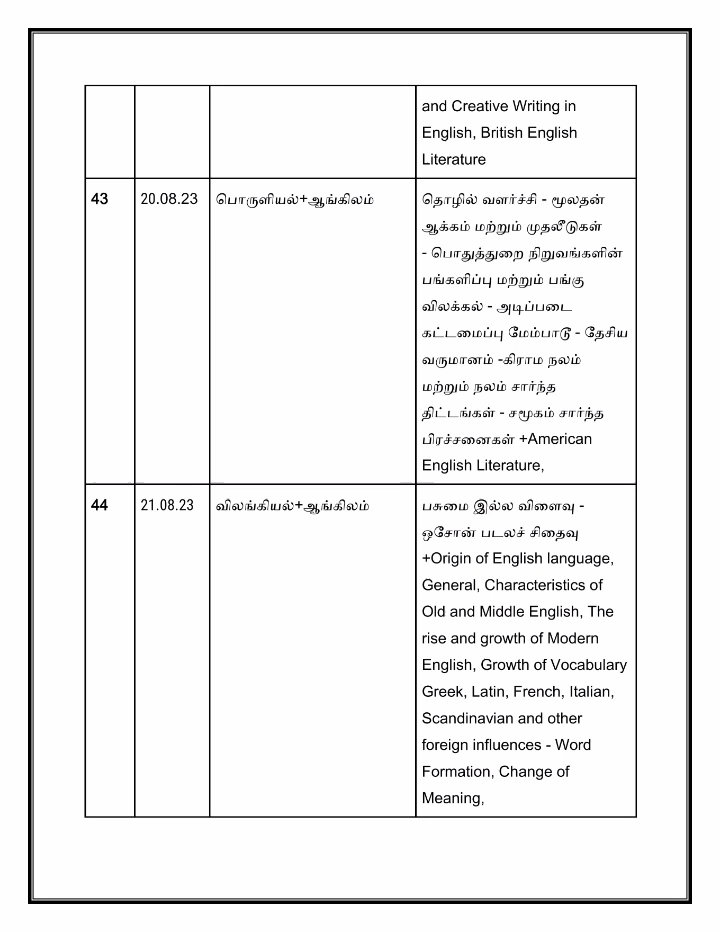 and Creative Writing in
English, British English
Literature
43 20.08.23 பொருளியல்+ஆங்கிலம் தொழில் வளர்ச்சி - மூலதன்
ஆக்கம் மற்றும் முதலீடுகள்
- பொதுத்துறை நிறுவங்களின்
பங்களிப்பு மற்றும் பங்கு
விலக்கல் - அடிப்படை
கட்டமைப்பு மேம்பாடூ - தேசிய
வருமானம் -கிராம நலம்
மற்றும் நலம் சார்ந்த
திட்டங்கள் - சமூகம் சார்ந்த
பிரச்சனைகள் +American
English Literature,
44 21.08.23 விலங்கியல்+ஆங்கிலம் பசுமை இல்ல விளைவு -
ஒசோன் படலச் சிதைவு
+Origin of English language,
General, Characteristics of
Old and Middle English, The
rise and growth of Modern
English, Growth of Vocabulary
Greek, Latin, French, Italian,
Scandinavian and other
foreign influences - Word
Formation, Change of
Meaning,